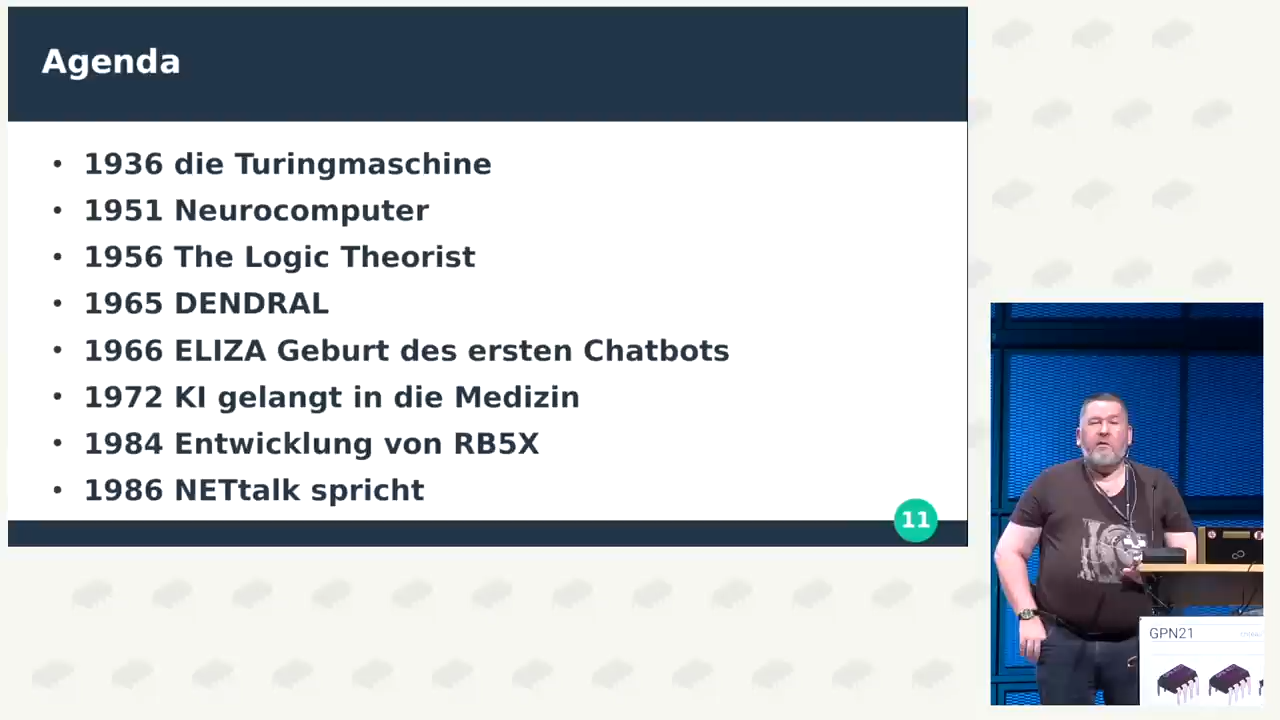 Agenda
• 1936 die Turingmaschine
• 1951 Neurocomputer
• 1956 The Logic Theorist
• 1965 DENDRAL
• 1966 ELIZA Geburt des ersten Chatbots
• 1972 KI gelangt in die Medizin
• 1984 Entwicklung von RB5X
• 1986 NETtalk spricht
11
GPN21